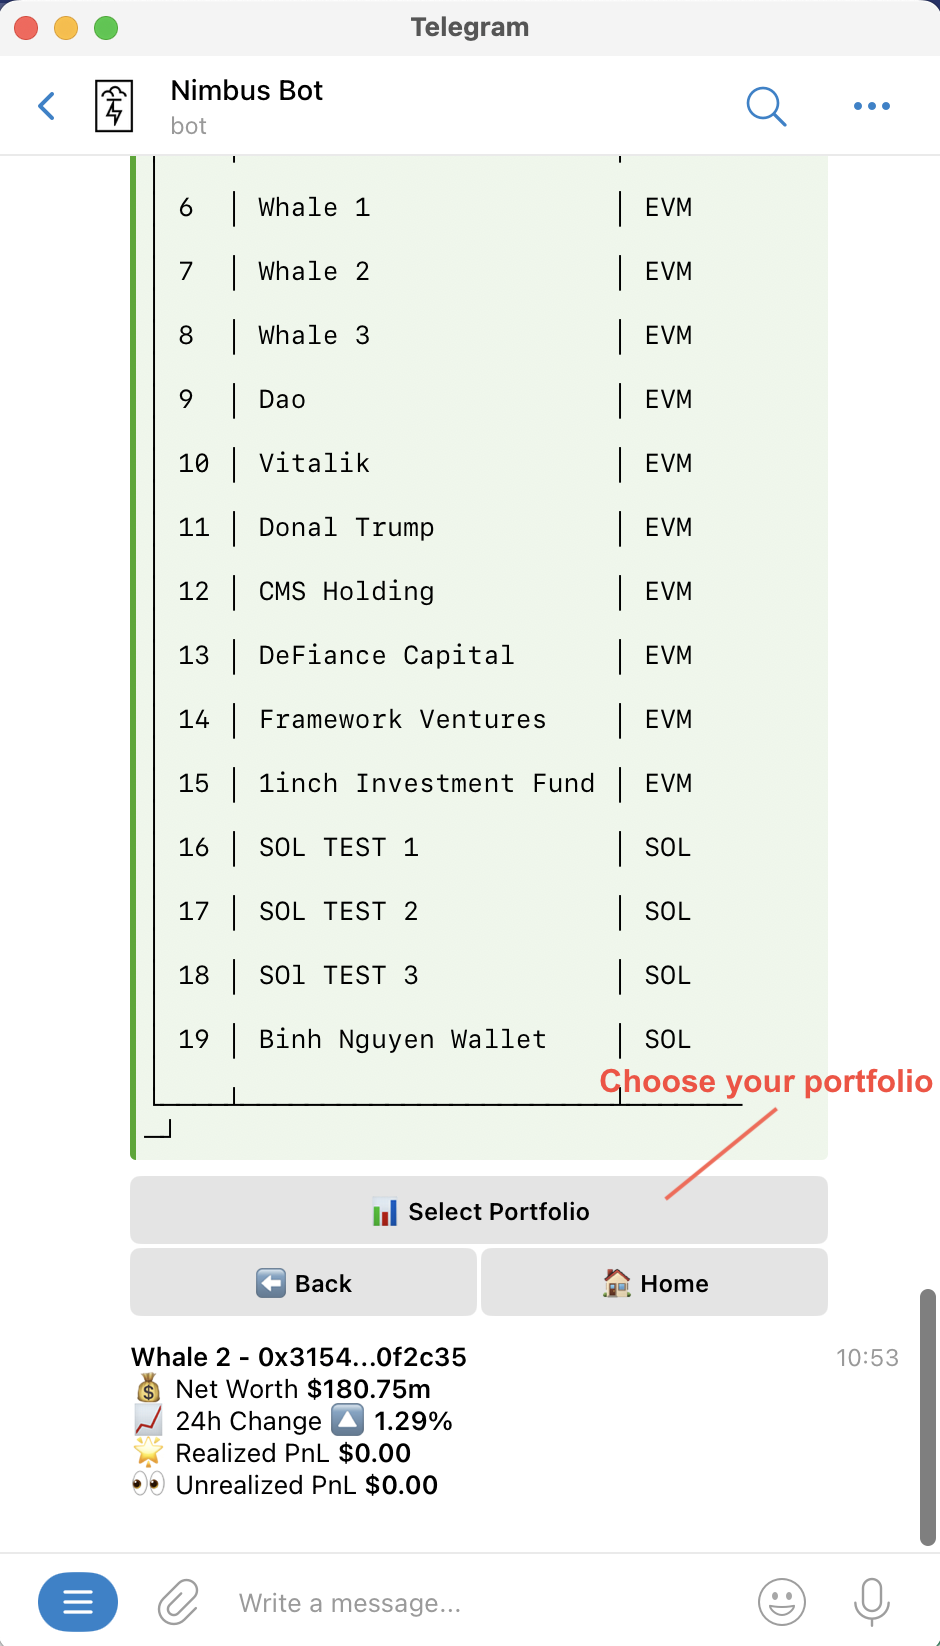 Telegram
Nimbus Bot
bot
6 | Whale 1 | EVM
7 | Whale 2 | EVM
8 | Whale 3 | EVM
9 | Dao | EVM
10 | Vitalik | EVM
11 | Donal Trump | EVM
12 | CMS Holding | EVM
13 | DeFiance Capital | EVM
14 | Framework Ventures | EVM
15 | 1inch Investment Fund | EVM
16 | SOL TEST 1 | SOL
17 | SOL TEST 2 | SOL
18 | SOl TEST 3 | SOL
19 | Binh Nguyen Wallet | SOL
Choose your portfolio
Select Portfolio
Back
Home
Whale 2 - 0x3154...0f2c35 10:53
Net Worth $180.75m
24h Change 1.29%
Realized PnL $0.00
Unrealized PnL $0.00
Write a message...